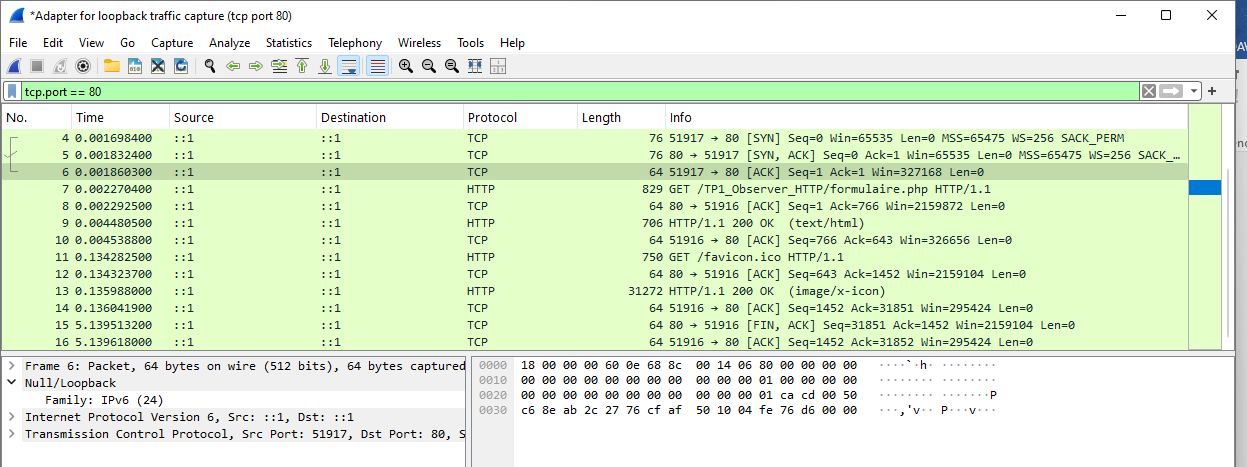 *Adapter for loopback traffic capture (tcp port 80)
File Edit View Go Capture Analyze Statistics Telephony Wireless Tools Help
tcp.port == 80
No. Time Source Destination Protocol Length Info
4 0.001698400 ::1 ::1 TCP 76 51917 → 80 [SYN] Seq=0 Win=65535 Len=0 MSS=65475 WS=256 SACK_PERM
5 0.001832400 ::1 ::1 TCP 76 80 → 51917 [SYN, ACK] Seq=0 Ack=1 Win=65535 Len=0 MSS=65475 WS=256 SACK_…
6 0.001860300 ::1 ::1 TCP 64 51917 → 80 [ACK] Seq=1 Ack=1 Win=327168 Len=0
7 0.002270400 ::1 ::1 HTTP 829 GET /TP1_Observer_HTTP/formulaire.php HTTP/1.1
8 0.002292500 ::1 ::1 TCP 64 80 → 51916 [ACK] Seq=1 Ack=766 Win=2159872 Len=0
9 0.004480500 ::1 ::1 HTTP 706 HTTP/1.1 200 OK (text/html)
10 0.004538800 ::1 ::1 TCP 64 51916 → 80 [ACK] Seq=766 Ack=643 Win=326656 Len=0
11 0.134282500 ::1 ::1 HTTP 750 GET /favicon.ico HTTP/1.1
12 0.134323700 ::1 ::1 TCP 64 80 → 51916 [ACK] Seq=643 Ack=1452 Win=2159104 Len=0
13 0.135988000 ::1 ::1 HTTP 31272 HTTP/1.1 200 OK (image/x-icon)
14 0.136041900 ::1 ::1 TCP 64 51916 → 80 [ACK] Seq=1452 Ack=31851 Win=295424 Len=0
15 5.139513200 ::1 ::1 TCP 64 80 → 51916 [FIN, ACK] Seq=31851 Ack=1452 Win=2159104 Len=0
16 5.139618000 ::1 ::1 TCP 64 51916 → 80 [ACK] Seq=1452 Ack=31852 Win=295424 Len=0
Frame 6: Packet, 64 bytes on wire (512 bits), 64 bytes captured
Null/Loopback
Family: IPv6 (24)
Internet Protocol Version 6, Src: ::1, Dst: ::1
Transmission Control Protocol, Src Port: 51917, Dst Port: 80, S
0000 18 00 00 00 60 0e 68 8c 00 14 06 80 00 00 00 00 ····`·h· ········
0010 00 00 00 00 00 00 00 00 00 00 00 01 00 00 00 00 ········ ········
0020 00 00 00 00 00 00 00 00 00 00 00 01 ca cd 00 50 ········ ·······P
0030 c6 8e ab 2c 27 76 cf af 50 10 04 fe 76 d6 00 00 ···,'v·· P···v···